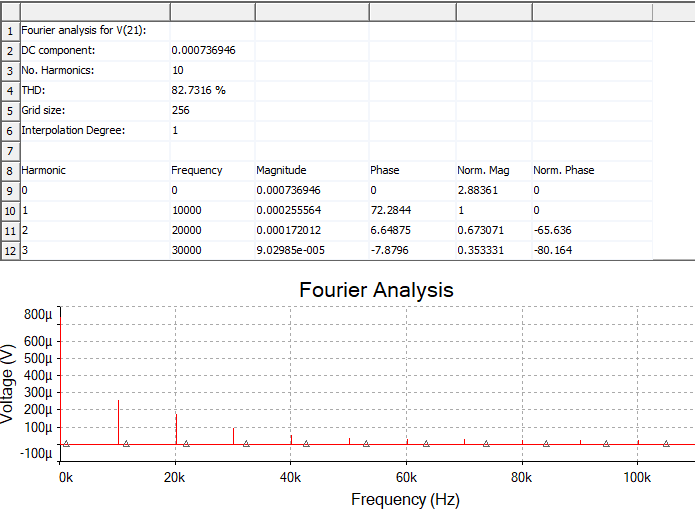 1 Fourier analysis for V(21):
2 DC component: 0.000736946
3 No. Harmonics: 10
4 THD: 82.7316 %
5 Grid size: 256
6 Interpolation Degree: 1
7
8 Harmonic Frequency Magnitude Phase Norm. Mag Norm. Phase
9 0 0 0.000736946 0 2.88361 0
10 1 10000 0.000255564 72.2844 1 0
11 2 20000 0.000172012 6.64875 0.673071 -65.636
12 3 30000 9.02985e-005 -7.8796 0.353331 -80.164
Fourier Analysis
Voltage (V)
800µ
600µ
500µ
400µ
300µ
200µ
100µ
-100µ
0k 20k 40k 60k 80k 100k
Frequency (Hz)